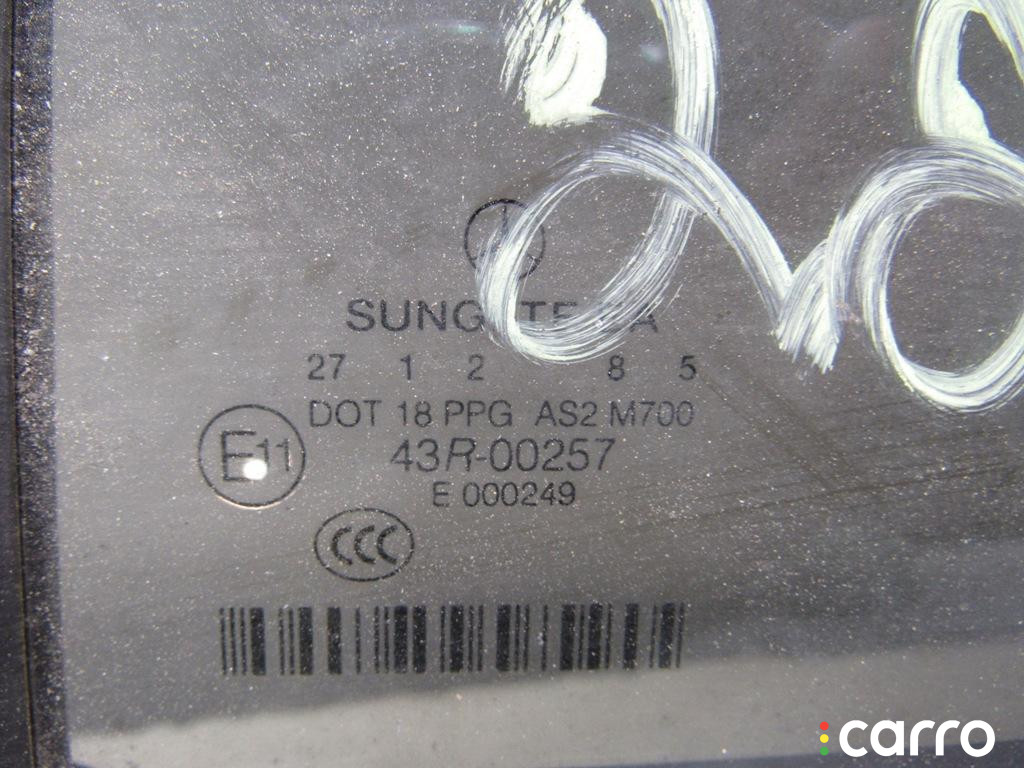 27 1 2 8 5
DOT 18 PPG AS2 M700
E11
43R-00257
E 000249
CCC
carro